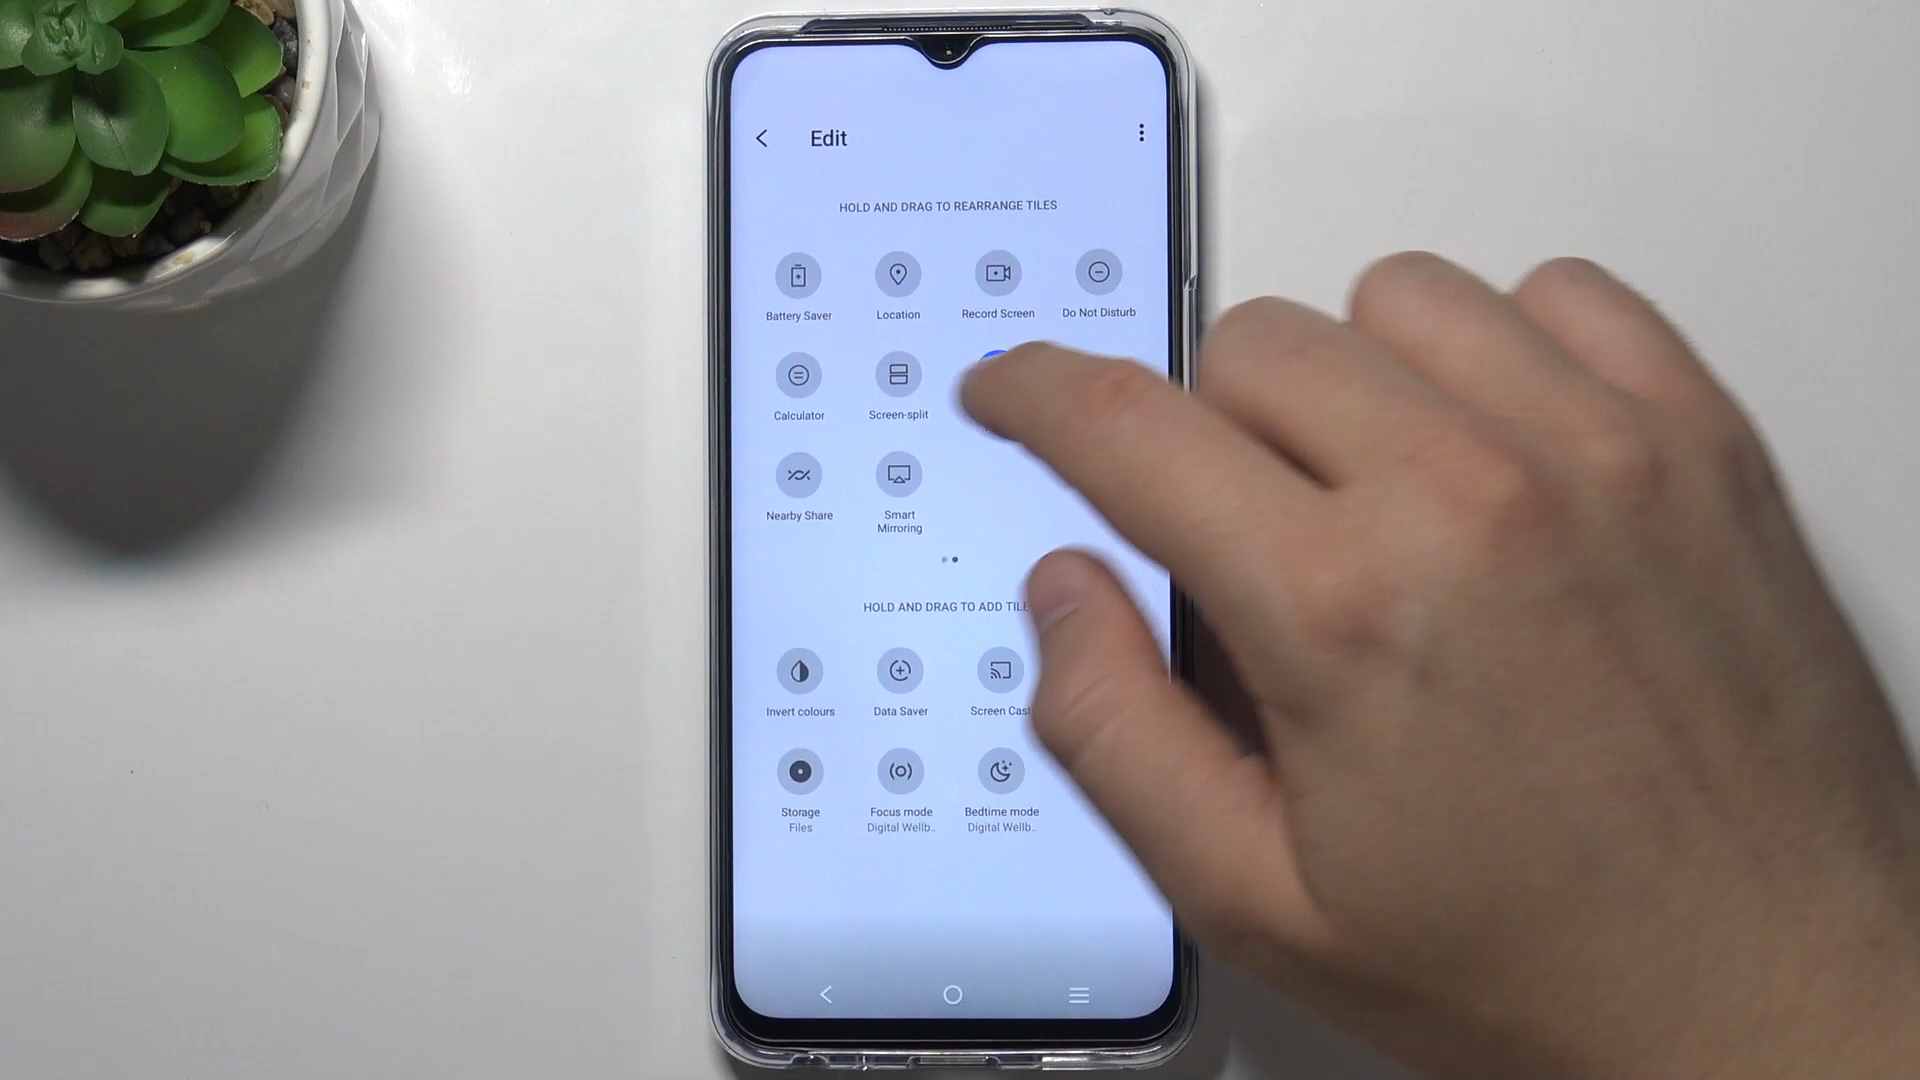 Edit
HOLD AND DRAG TO REARRANGE TILES
Battery Saver
Location
Record Screen
Do Not Disturb
Calculator
Screen-split
Nearby Share
Smart
Mirroring
HOLD AND DRAG TO ADD
Invert colours
Data Saver
Screen Cast
Storage
Files
Focus mode
Digital Wellb..
Bedtime mode
Digital Wellb..